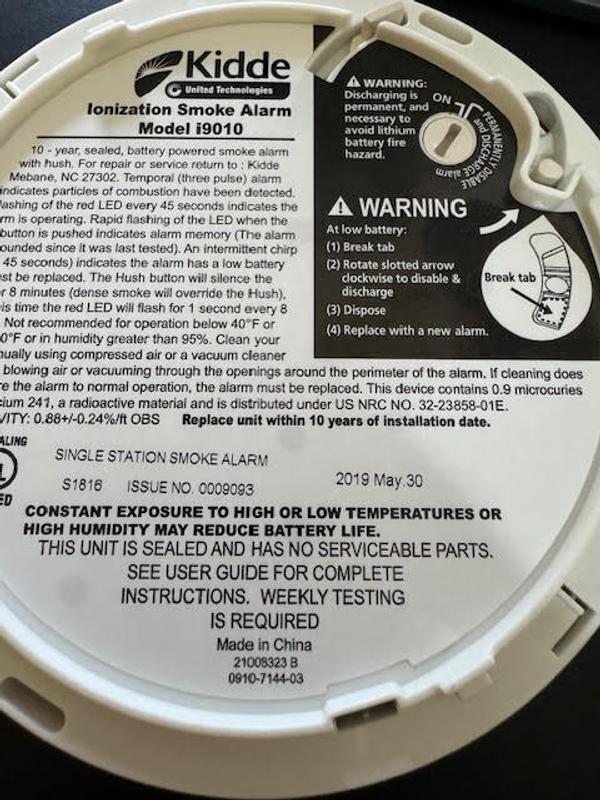 Kidde
United Technologies
Ionization Smoke Alarm
Model i9010
10 - year, sealed, battery powered smoke alarm
with hush. For repair or service return to : Kidde
Mebane, NC 27302. Temporal (three pulse) alarm
indicates particles of combustion have been detected.
lashing of the red LED every 45 seconds indicates the
rm is operating. Rapid flashing of the LED when the
button is pushed indicates alarm memory (The alarm
ounded since it was last tested). An intermittent chirp
45 seconds) indicates the alarm has a low battery
st be replaced. The Hush button will silence the
r 8 minutes (dense smoke will override the Hush),
is time the red LED will flash for 1 second every 8
Not recommended for operation below 40°F or
0°F or in humidity greater than 95%. Clean your
nually using compressed air or a vacuum cleaner
blowing air or vacuuming through the openings around the perimeter of the alarm. If cleaning does
re the alarm to normal operation, the alarm must be replaced. This device contains 0.9 microcuries
cium 241, a radioactive material and is distributed under US NRC NO. 32-23858-01E.
VITY: 0.88+/-0.24%/ft OBS Replace unit within 10 years of installation date.
WARNING:
Discharging is
permanent, and
necessary to
avoid lithium
battery fire
hazard.
ON
PERMANENTLY DISABLE
and DISCHARGE alarm
WARNING
At low battery:
(1) Break tab
(2) Rotate slotted arrow
clockwise to disable &
discharge
(3) Dispose
(4) Replace with a new alarm.
Break tab
ALING
ED
SINGLE STATION SMOKE ALARM
S1816 ISSUE NO. 0009093
2019 May.30
CONSTANT EXPOSURE TO HIGH OR LOW TEMPERATURES OR
HIGH HUMIDITY MAY REDUCE BATTERY LIFE.
THIS UNIT IS SEALED AND HAS NO SERVICEABLE PARTS.
SEE USER GUIDE FOR COMPLETE
INSTRUCTIONS. WEEKLY TESTING
IS REQUIRED
Made in China
21008323 B
0910-7144-03